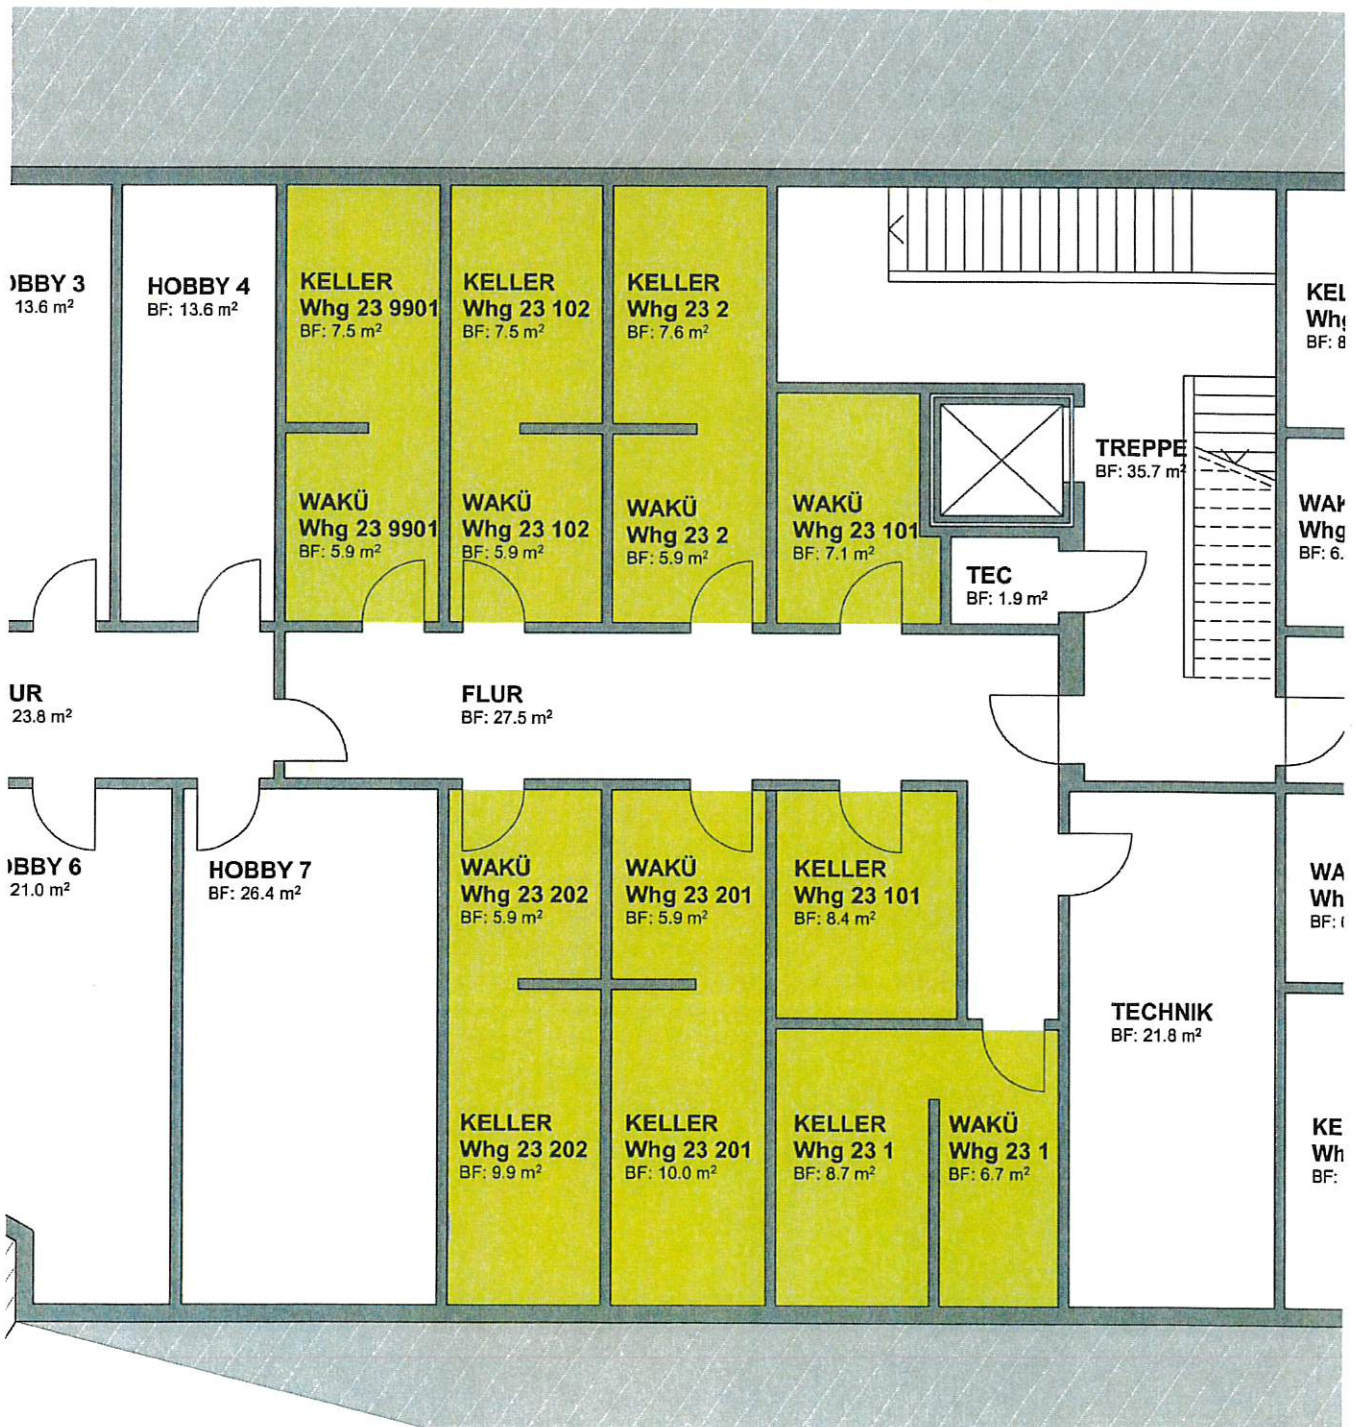 13.6 m²
HOBBY 4
BF: 13.6 m²
KELLER
Whg 23 9901
BF: 7.5 m²
KELLER
Whg 23 102
BF: 7.5 m²
KELLER
Whg 23 2
BF: 7.6 m²
TREPPE
BF: 35.7 m²
WAKÜ
Whg 23 9901
BF: 5.9 m²
WAKÜ
Whg 23 102
BF: 5.9 m²
WAKÜ
Whg 23 2
BF: 5.9 m²
WAKÜ
Whg 23 101
BF: 7.1 m²
TEC
BF: 1.9 m²
23.8 m²
FLUR
BF: 27.5 m²
21.0 m²
HOBBY 7
BF: 26.4 m²
WAKÜ
Whg 23 202
BF: 5.9 m²
WAKÜ
Whg 23 201
BF: 5.9 m²
KELLER
Whg 23 101
BF: 8.4 m²
TECHNIK
BF: 21.8 m²
KELLER
Whg 23 202
BF: 9.9 m²
KELLER
Whg 23 201
BF: 10.0 m²
KELLER
Whg 23 1
BF: 8.7 m²
WAKÜ
Whg 23 1
BF: 6.7 m²
Whg
BF: